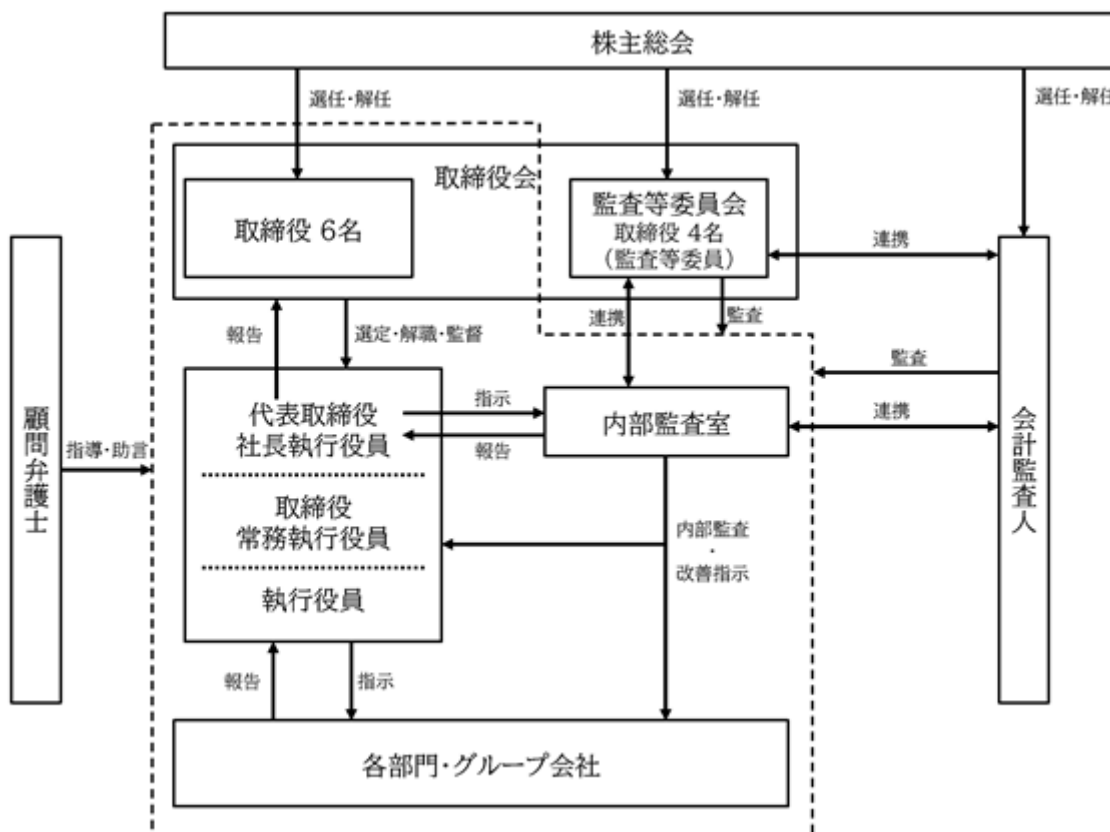 株主総会
選任・解任
選任・解任
選任・解任
取締役会
取締役 6名
監査等委員会
取締役 4名
（監査等委員）
連携
報告
選定・解職・監督
連携
監査
監査
顧問弁護士
指導・助言
代表取締役
社長執行役員
指示
報告
内部監査室
連携
会計監査人
取締役
常務執行役員
内部監査
・
改善指示
執行役員
報告
指示
各部門・グループ会社